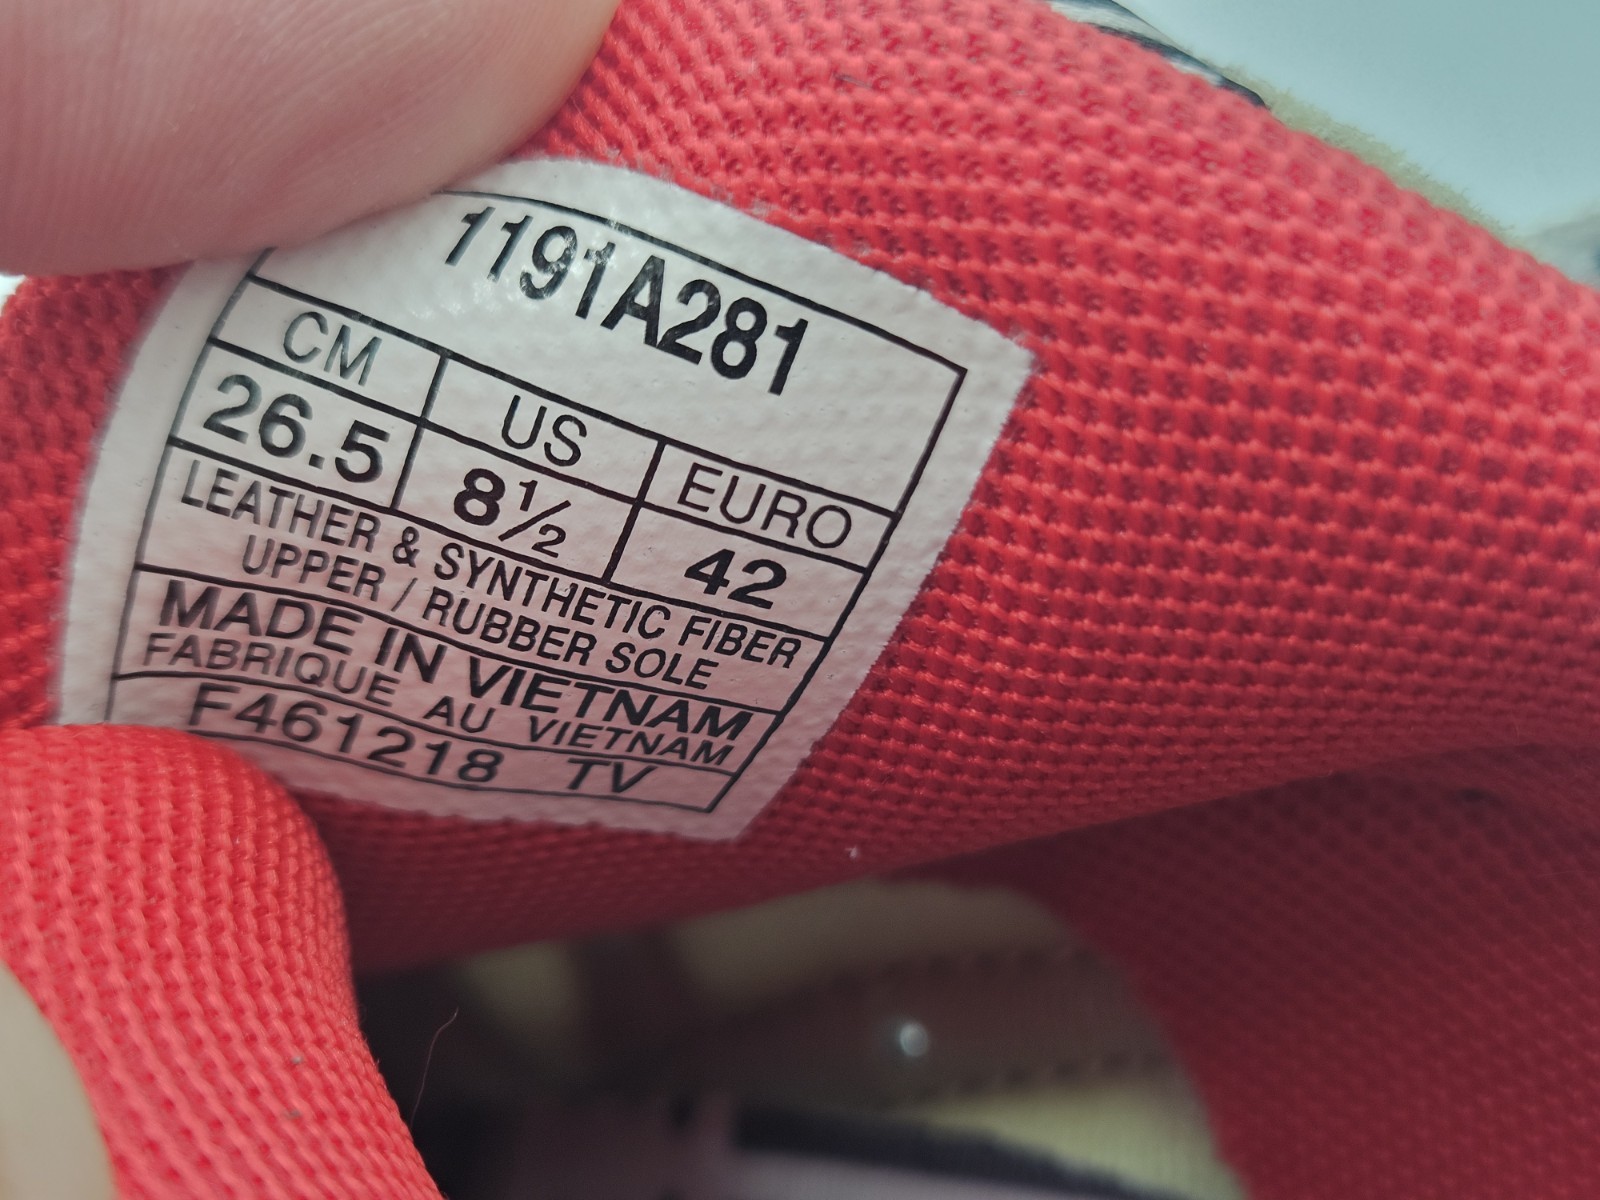 1191A281
CM US EURO
26.5 8½ 42
LEATHER & SYNTHETIC FIBER
UPPER / RUBBER SOLE
MADE IN VIETNAM
FABRIQUE AU VIETNAM
F461218 TV